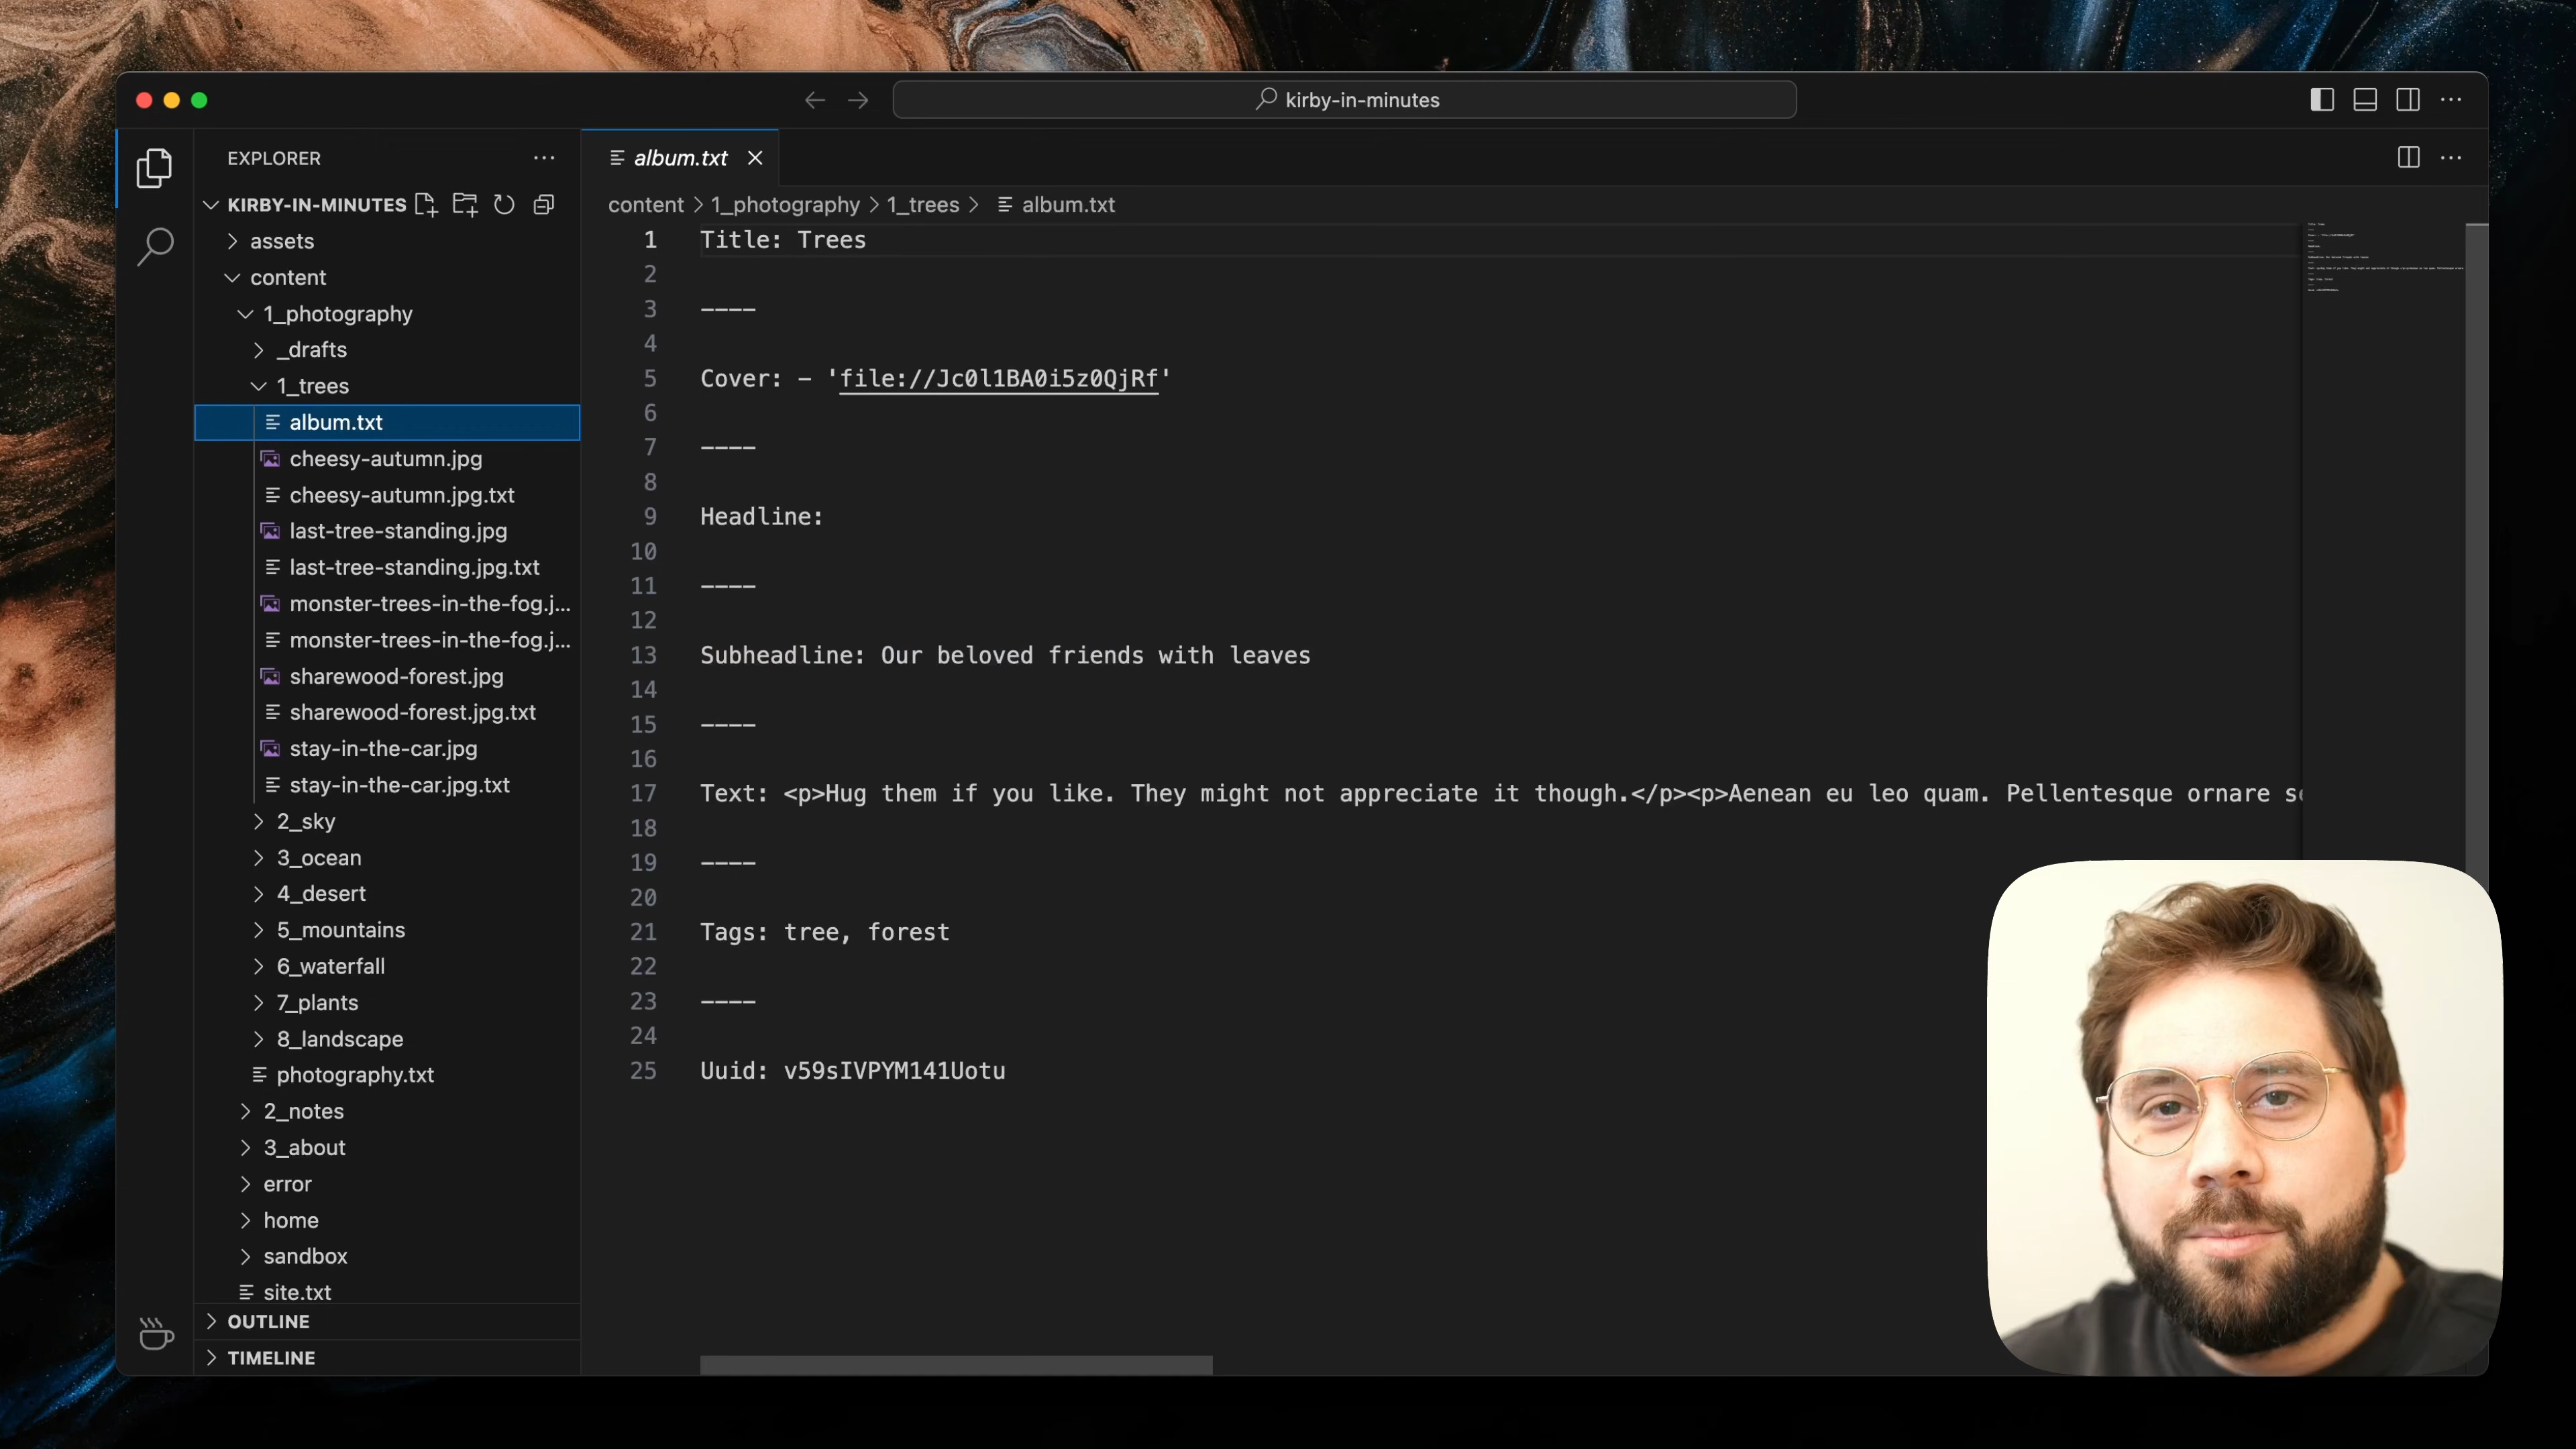 kirby-in-minutes
EXPLORER
album.txt
KIRBY-IN-MINUTES
assets
content
1_photography
_drafts
1_trees
album.txt
cheesy-autumn.jpg
cheesy-autumn.jpg.txt
last-tree-standing.jpg
last-tree-standing.jpg.txt
monster-trees-in-the-fog.j...
monster-trees-in-the-fog.j...
sharewood-forest.jpg
sharewood-forest.jpg.txt
stay-in-the-car.jpg
stay-in-the-car.jpg.txt
2_sky
3_ocean
4_desert
5_mountains
6_waterfall
7_plants
8_landscape
photography.txt
2_notes
3_about
error
home
sandbox
site.txt
OUTLINE
TIMELINE
content > 1_photography > 1_trees > album.txt
1 Title: Trees
2
3 ----
4
5 Cover: - 'file://Jc0l1BA0i5z0QjRf'
6
7 ----
8
9 Headline:
10
11 ----
12
13 Subheadline: Our beloved friends with leaves
14
15 ----
16
17 Text: <p>Hug them if you like. They might not appreciate it though.</p><p>Aenean eu leo quam. Pellentesque ornare s
18
19 ----
20
21 Tags: tree, forest
22
23 ----
24
25 Uuid: v59sIVPYM141Uotu